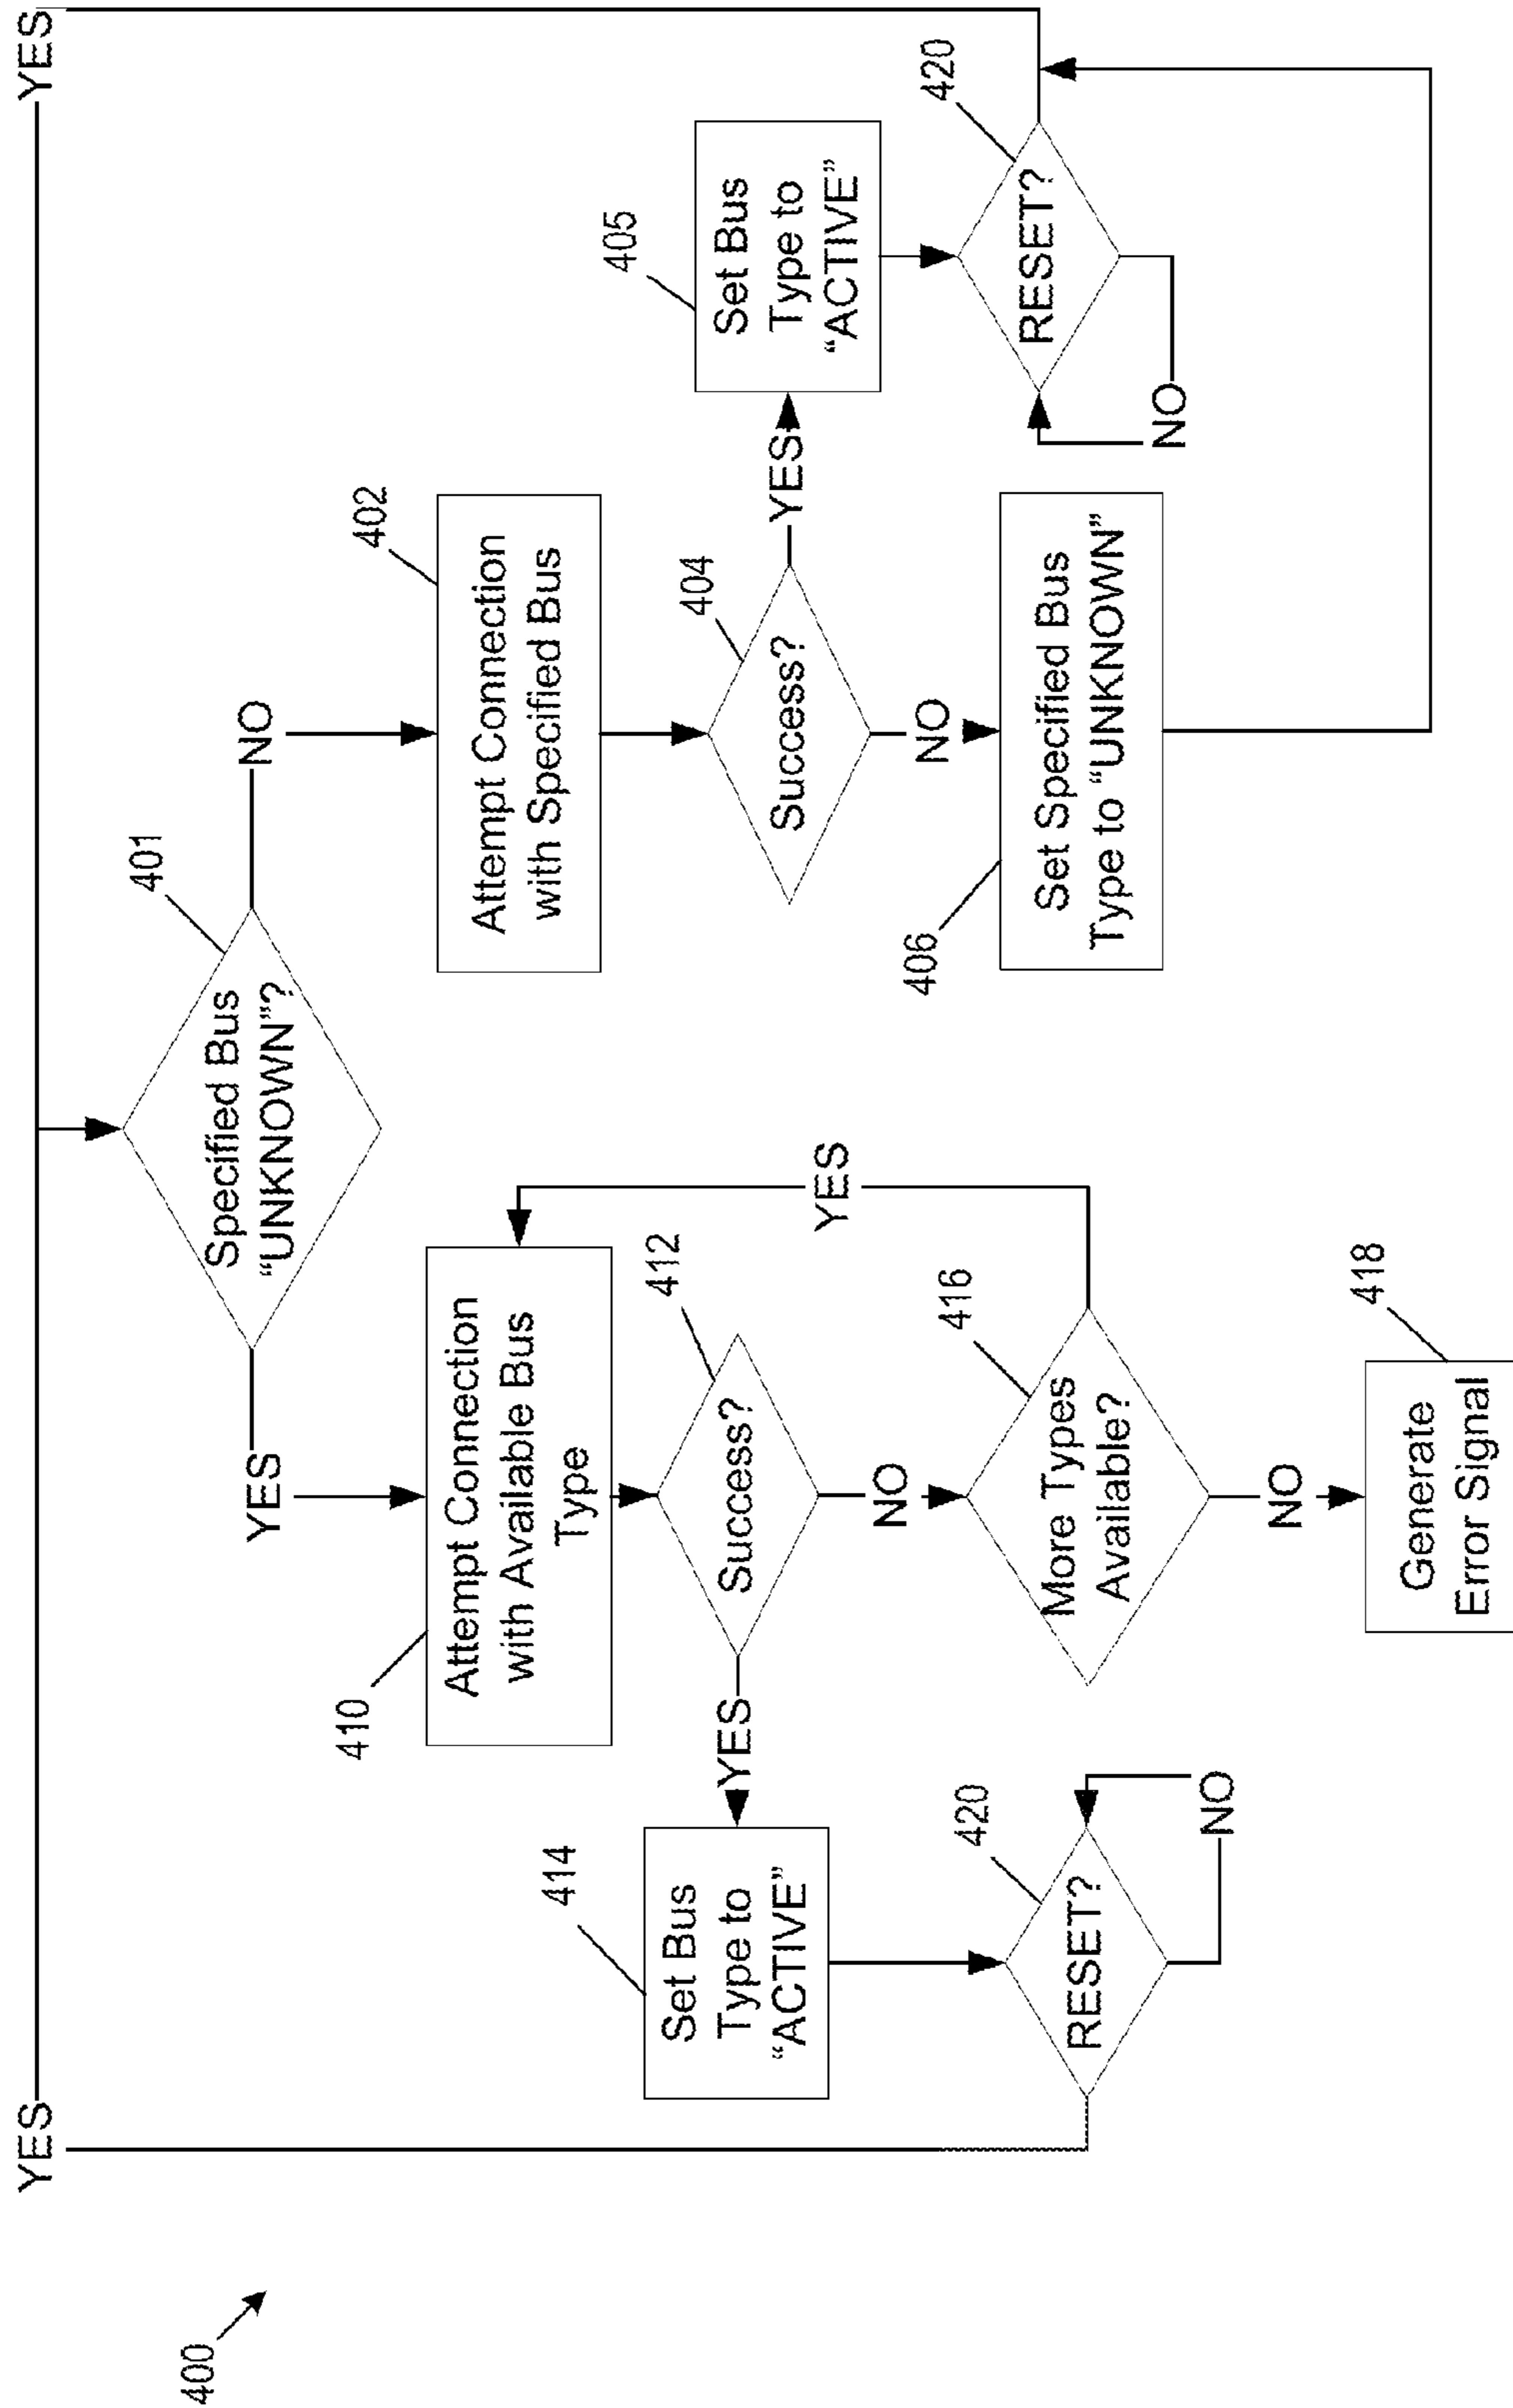 400
YES
YES
401
Specified Bus
“UNKNOWN”?
YES
NO
410
Attempt Connection
with Available Bus
Type
402
Attempt Connection
with Specified Bus
412
Success?
YES
NO
404
Success?
YES
NO
414
Set Bus
Type to
“ACTIVE”
405
Set Bus
Type to
“ACTIVE”
420
RESET?
NO
416
More Types
Available?
YES
NO
406
Set Specified Bus
Type to “UNKNOWN”
420
RESET?
NO
418
Generate
Error Signal